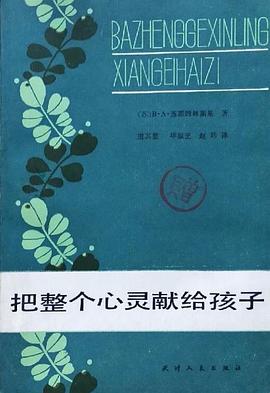 BAZHENGGEXINLING
XIANGEIHAIZI
(苏)B·A·苏霍姆林斯基 著
唐其慈 毕淑芝 赵玮 译
赠
把整个心灵献给孩子
天津人民出版社